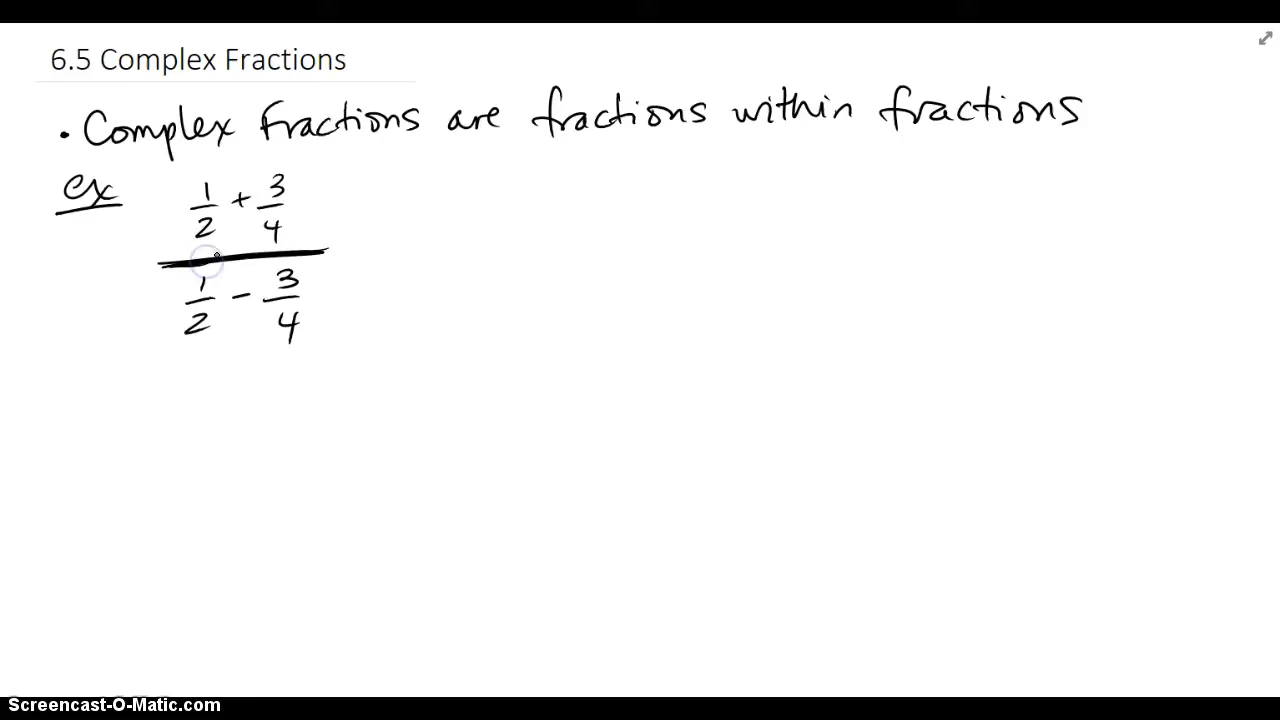 6.5 Complex Fractions
• Complex Fractions are fractions within fractions
ex
1/2 + 3/4
1/2 - 3/4
Screencast-O-Matic.com